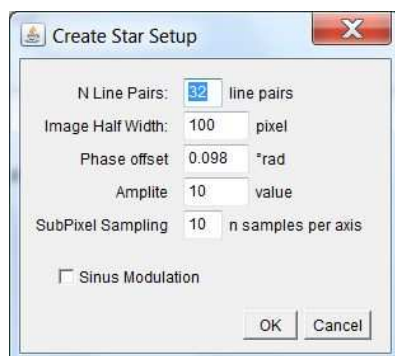 Create Star Setup
N Line Pairs: 32 line pairs
Image Half Width: 100 pixel
Phase offset 0.098 °rad
Amplite 10 value
SubPixel Sampling 10 n samples per axis
Sinus Modulation
OK Cancel